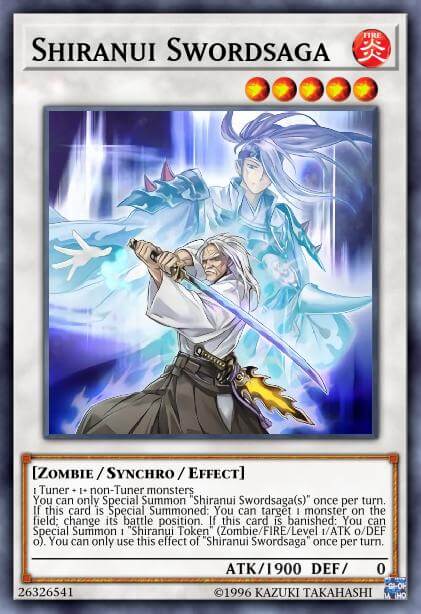 SHIRANUI SWORDSAGA
FIRE
炎
[ZOMBIE / SYNCHRO / EFFECT]
1 Tuner + 1+ non-Tuner monsters
You can only Special Summon "Shiranui Swordsaga(s)" once per turn.
If this card is Special Summoned: You can target 1 monster on
the field; change its battle position. If this card is banished: You can
Special Summon 1 "Shiranui Token" (Zombie/FIRE/Level 1/ATK 0/DEF
0). You can only use this effect of "Shiranui Swordsaga" once per turn.
ATK/1900 DEF/ 0
26326541
©1996 KAZUKI TAKAHASHI